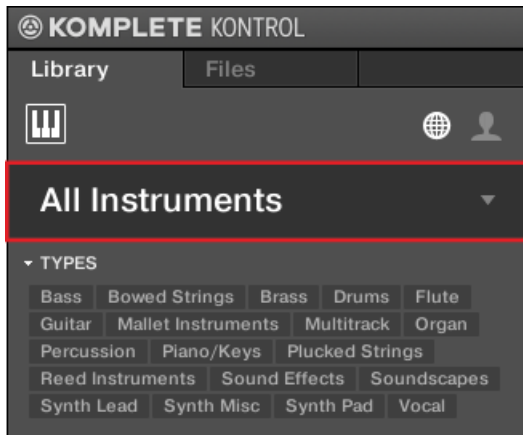 KOMPLETE KONTROL
Library Files
All Instruments
TYPES
Bass Bowed Strings Brass Drums Flute
Guitar Mallet Instruments Multitrack Organ
Percussion Piano/Keys Plucked Strings
Reed Instruments Sound Effects Soundscapes
Synth Lead Synth Misc Synth Pad Vocal